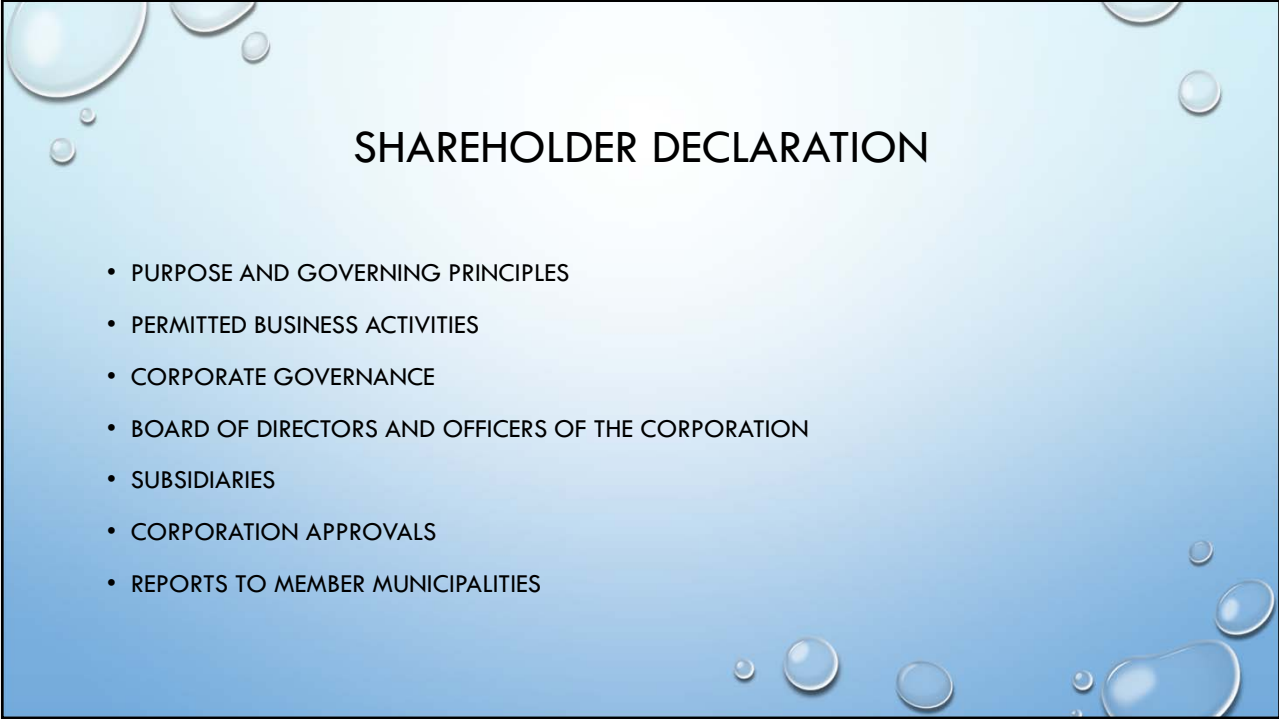 SHAREHOLDER DECLARATION
• PURPOSE AND GOVERNING PRINCIPLES
• PERMITTED BUSINESS ACTIVITIES
• CORPORATE GOVERNANCE
• BOARD OF DIRECTORS AND OFFICERS OF THE CORPORATION
• SUBSIDIARIES
• CORPORATION APPROVALS
• REPORTS TO MEMBER MUNICIPALITIES